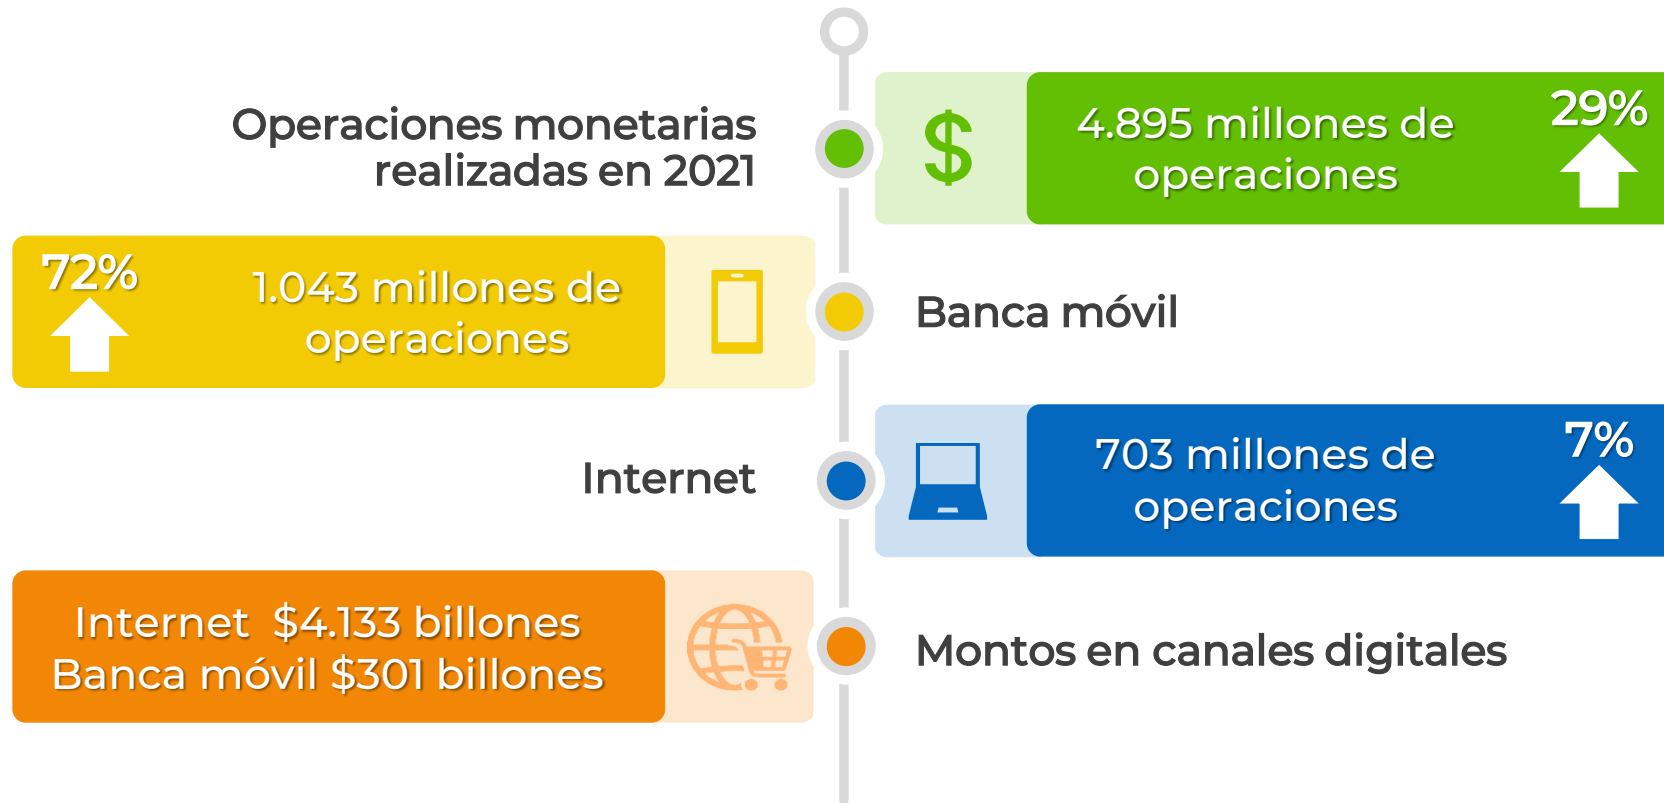 Operaciones monetarias
realizadas en 2021
$
4.895 millones de
operaciones
29%
72%
1.043 millones de
operaciones
Banca móvil
Internet
703 millones de
operaciones
7%
Internet $4.133 billones
Banca móvil $301 billones
Montos en canales digitales